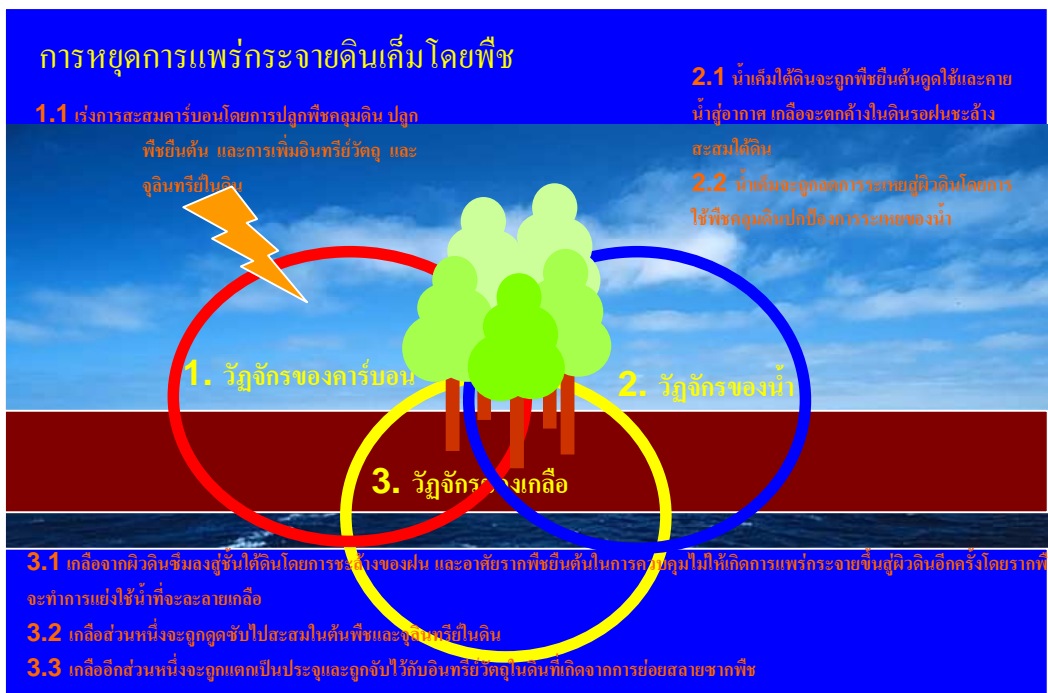 การหยุดการแพร่กระจายดินเค็มโดยพืช
1.1 เร่งการสะสมคาร์บอนโดยการปลูกพืชคลุมดิน ปลูก
พืชยืนต้น และการเพิ่มอินทรีย์วัตถุ และ
จุลินทรีย์ในดิน
2.1 น้ำเค็มใต้ดินจะถูกพืชยืนต้นดูดใช้และคาย
น้ำสู่อากาศ เกลือจะตกค้างในดินรอฝนชะล้าง
สะสมใต้ดิน
2.2 น้ำเค็มจะถูกลดการระเหยสู่ผิวดินโดยการ
ใช้พืชคลุมดินปกป้องการระเหยของน้ำ
1. วัฏจักรของคาร์บอน
2. วัฏจักรของน้ำ
3. วัฏจักรของเกลือ
3.1 เกลือจากผิวดินซึมลงสู่ชั้นใต้ดินโดยการชะล้างของฝน และอาศัยรากพืชยืนต้นในการควบคุมไม่ให้เกิดการแพร่กระจายขึ้นสู่ผิวดินอีกครั้งโดยรากพื
จะทำการแย่งใช้น้ำที่จะละลายเกลือ
3.2 เกลือส่วนหนึ่งจะถูกดูดซับไปสะสมในต้นพืชและจุลินทรีย์ในดิน
3.3 เกลืออีกส่วนหนึ่งจะถูกแตกเป็นประจุและถูกจับไว้กับอินทรีย์วัตถุในดินที่เกิดจากการย่อยสลายซากพืช